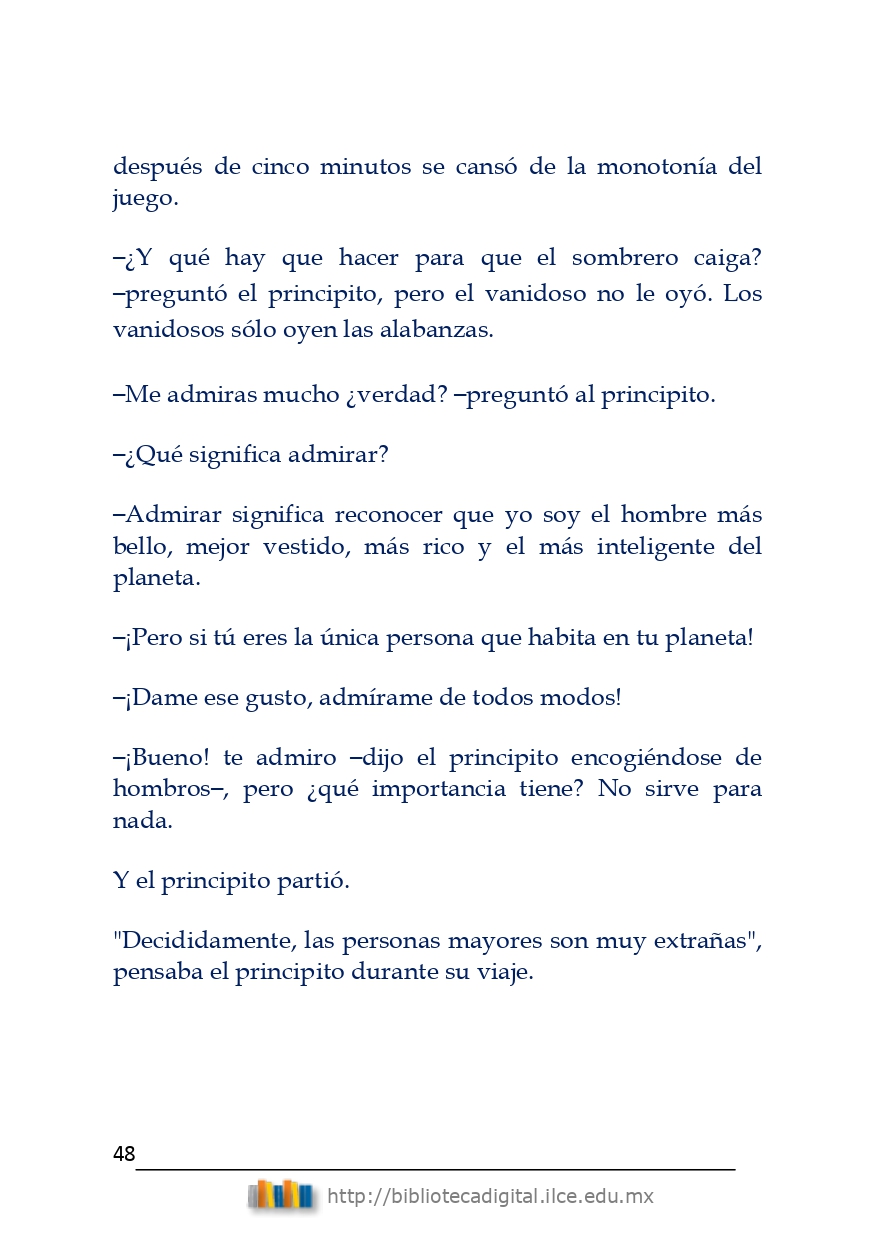 después de cinco minutos se cansó de la monotonía del
juego.
–¿Y qué hay que hacer para que el sombrero caiga?
–preguntó el principito, pero el vanidoso no le oyó. Los
vanidosos sólo oyen las alabanzas.
–Me admiras mucho ¿verdad? –preguntó al principito.
–¿Qué significa admirar?
–Admirar significa reconocer que yo soy el hombre más
bello, mejor vestido, más rico y el más inteligente del
planeta.
–¡Pero si tú eres la única persona que habita en tu planeta!
–¡Dame ese gusto, admírame de todos modos!
–¡Bueno! te admiro –dijo el principito encogiéndose de
hombros–, pero ¿qué importancia tiene? No sirve para
nada.
Y el principito partió.
"Decididamente, las personas mayores son muy extrañas",
pensaba el principito durante su viaje.
48
http://bibliotecadigital.ilce.edu.mx